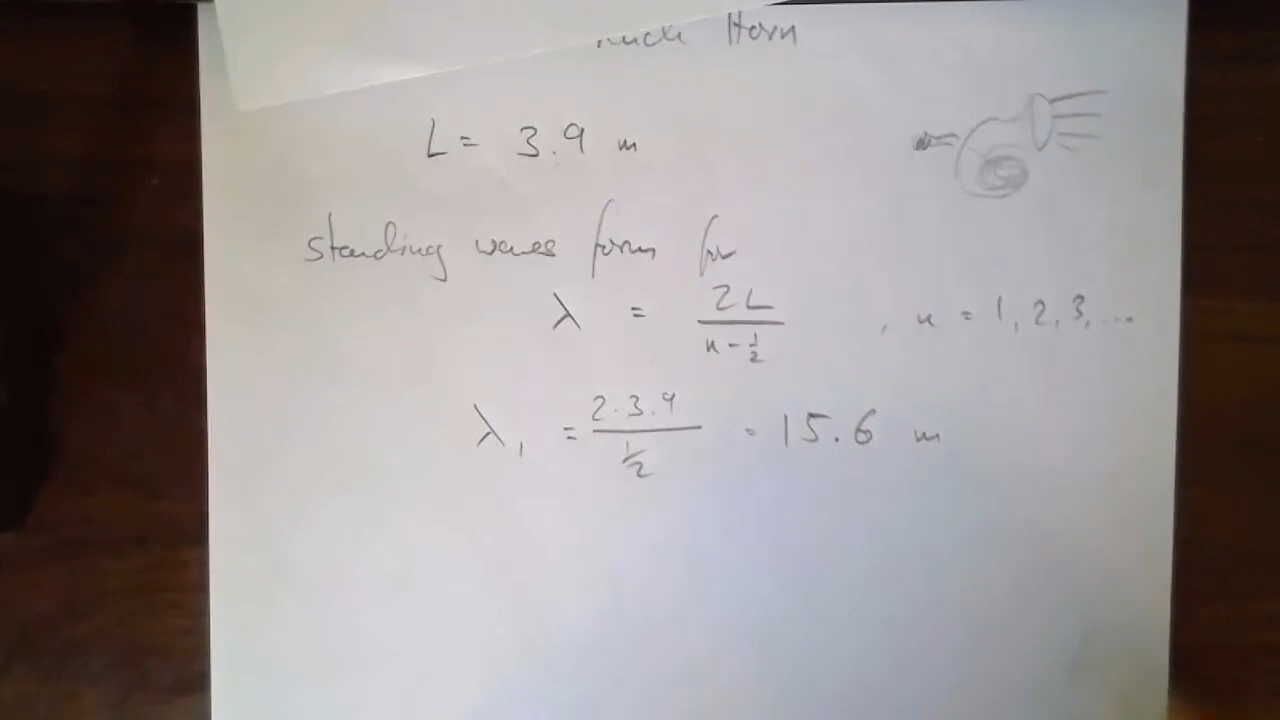 Horn
L = 3.9 m
standing waves form for
λ = 2L / (n - 1/2) , n = 1, 2, 3, ...
λ₁ = 2·3.9 / (1/2) = 15.6 m